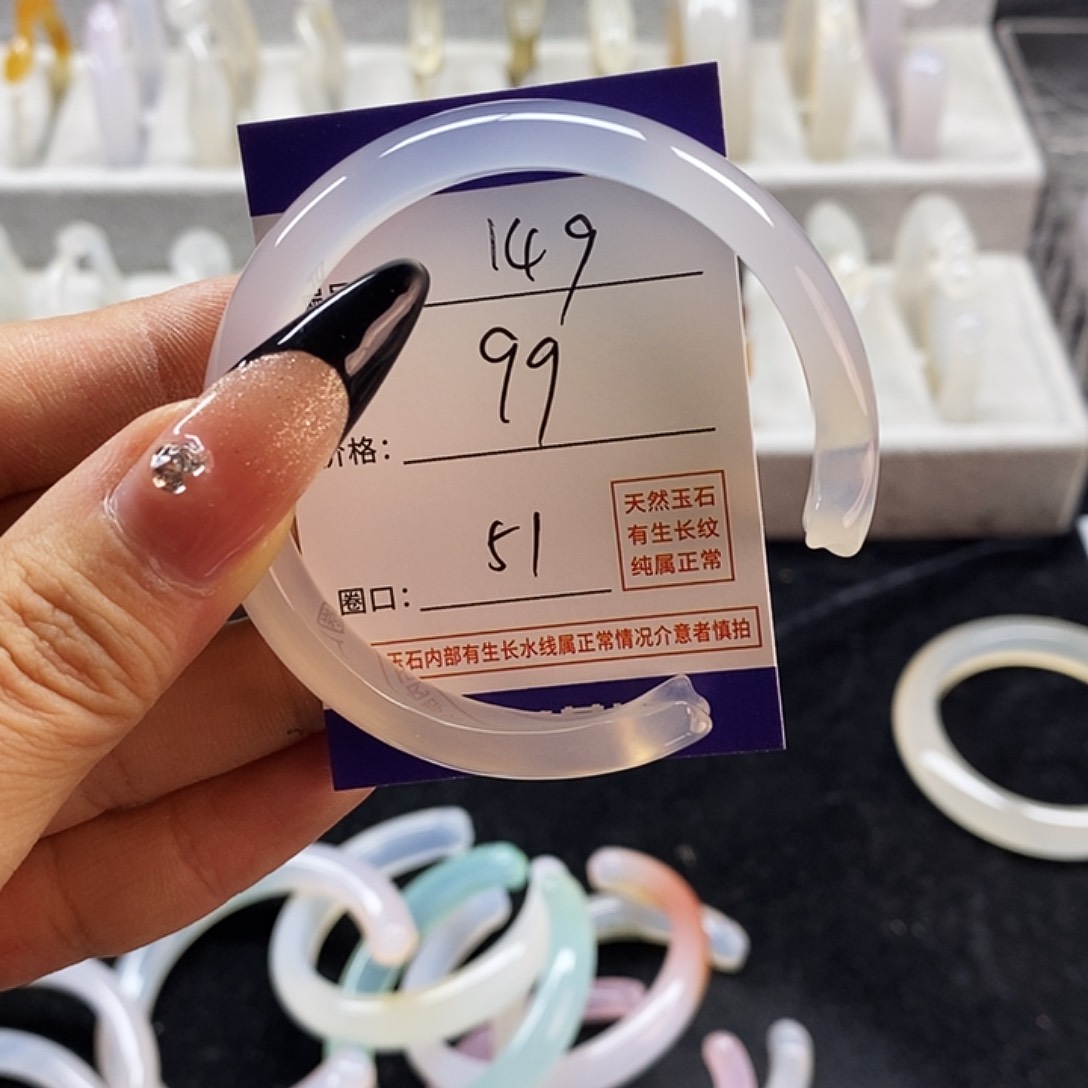 149
99
价格：
天然玉石
有生长纹
纯属正常
51
圈口：
玉石内部有生长水线属正常情况介意者慎拍